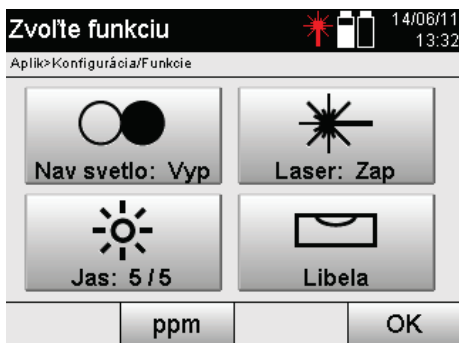 Zvoľte funkciu
14/06/11
13:32
Aplik>Konfigurácia/Funkcie
Nav svetlo: Vyp
Laser: Zap
Jas: 5/5
Libela
ppm
OK